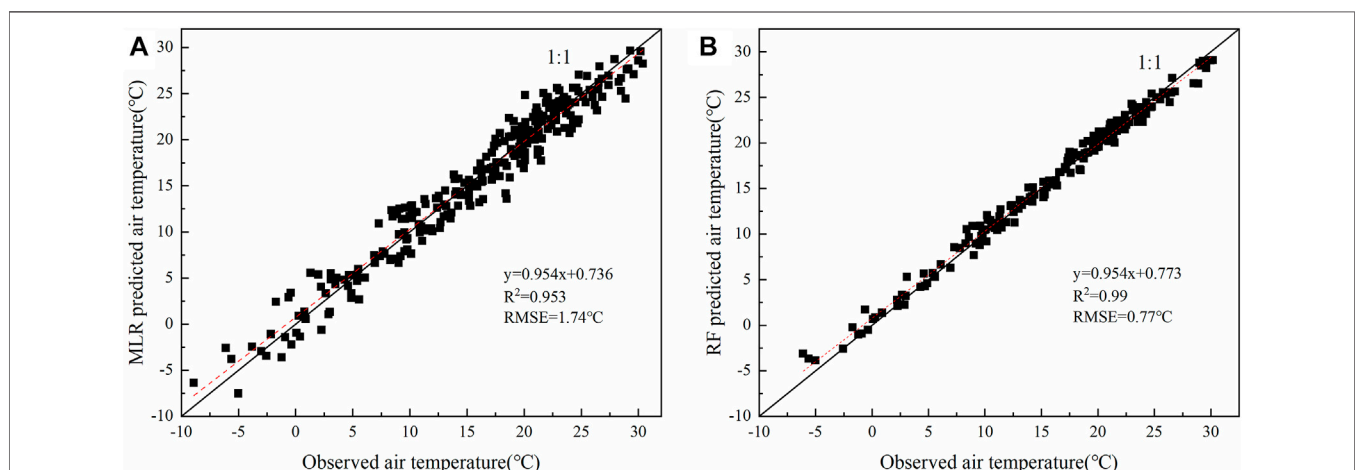 A
1:1
MLR predicted air temperature(℃)
30
25
20
15
10
5
0
-5
-10
y=0.954x+0.736
R²=0.953
RMSE=1.74℃
-10 -5 0 5 10 15 20 25 30
Observed air temperature(℃)
B
1:1
RF predicted air temperature(℃)
30
25
20
15
10
5
0
-5
-10
y=0.954x+0.773
R²=0.99
RMSE=0.77℃
-10 -5 0 5 10 15 20 25 30
Observed air temperature(℃)